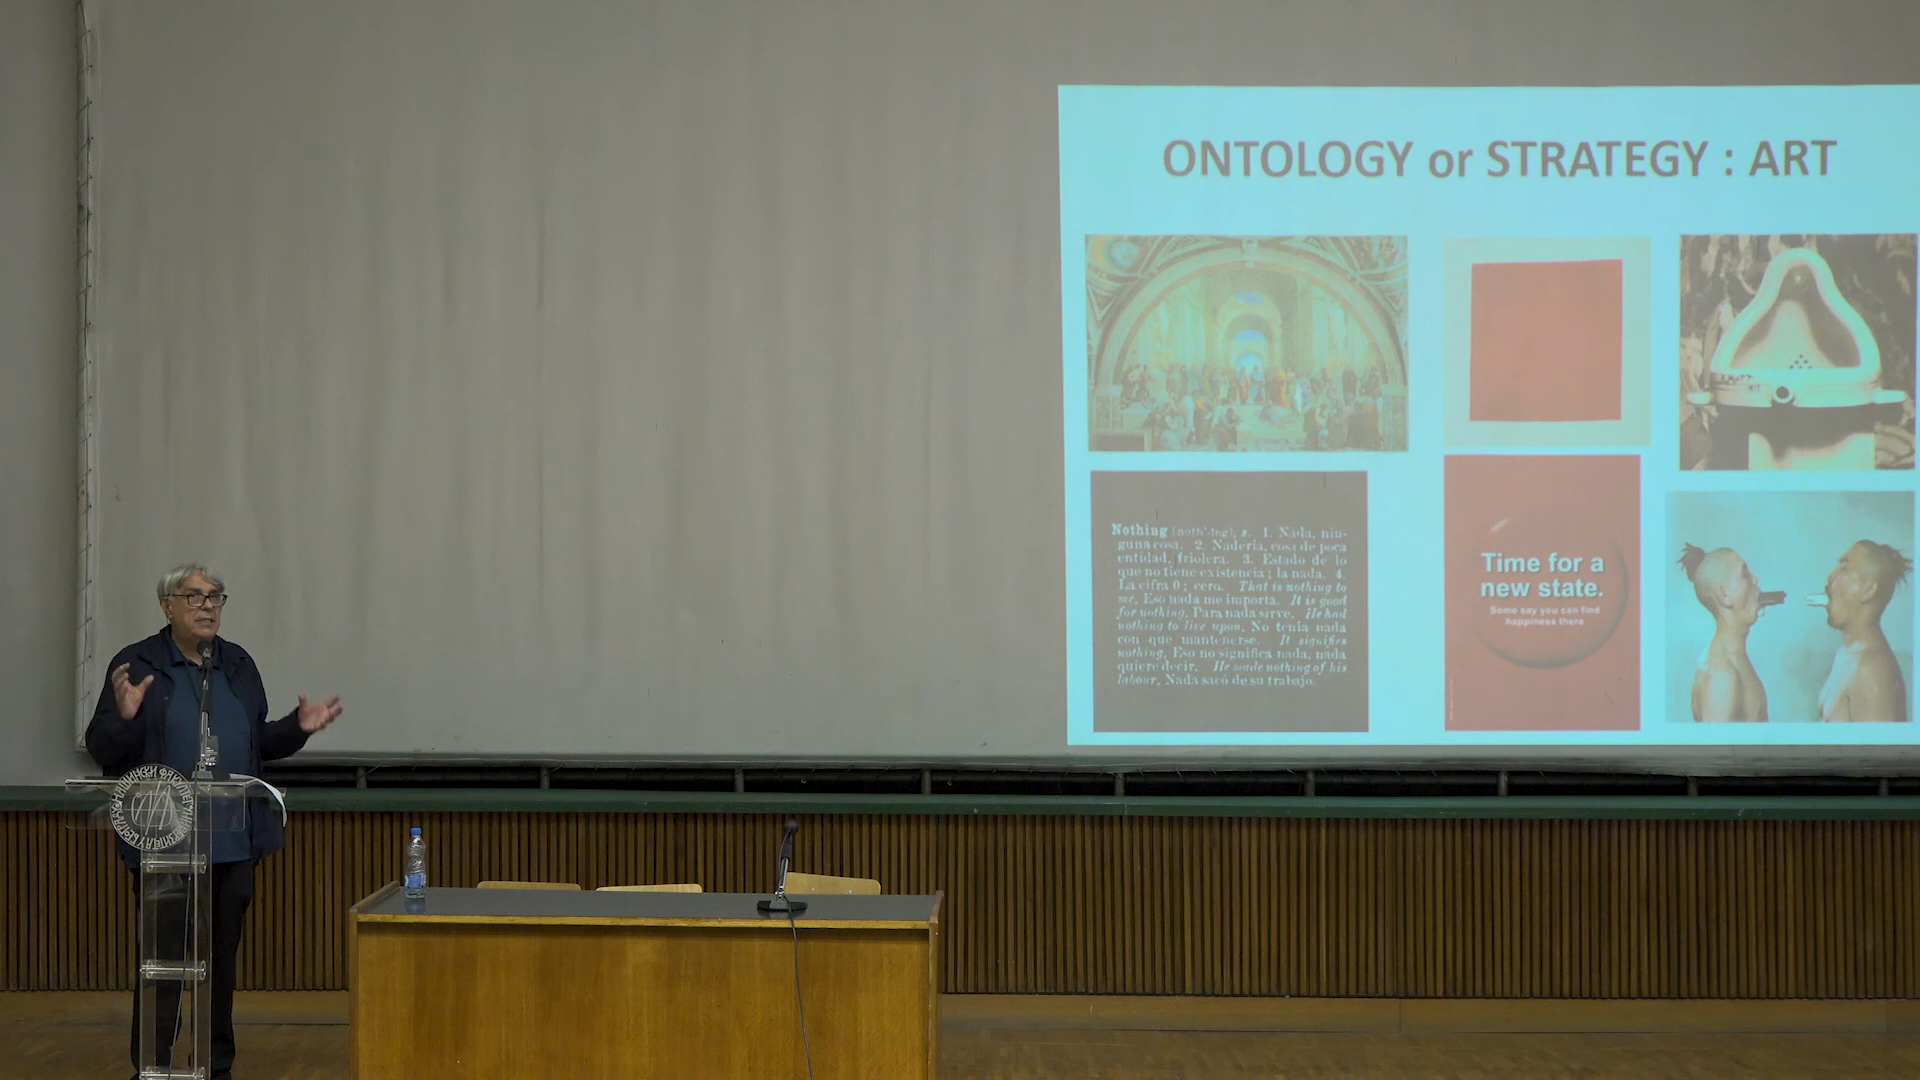 ONTOLOGY or STRATEGY : ART
Nothing (noth'-ing), s. 1. Nada, nin-
guna cosa. 2. Nadería, cosa de poca
entidad, friolera. 3. Estado de lo
que no tiene existencia; la nada. 4.
La cifra 0; cero. That is nothing to
me, Eso nada me importa. It is good
for nothing, Para nada sirve. He had
nothing to live upon, No tenía nada
con que mantenerse. It signifies
nothing, Eso no significa nada, nada
quiere decir. He made nothing of his
labour, Nada sacó de su trabajo.
Time for a
new state.
Some say you can find
happiness there